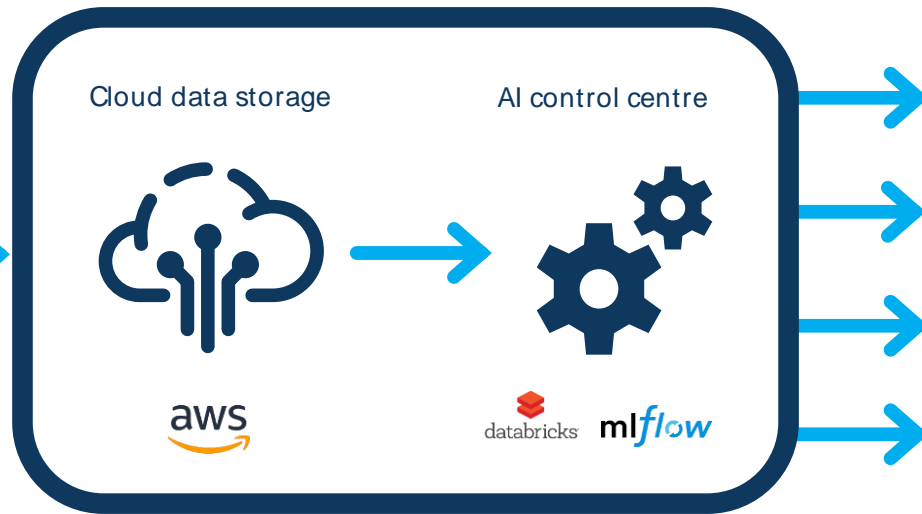 Cloud data storage
AI control centre
aws
databricks
mlflow